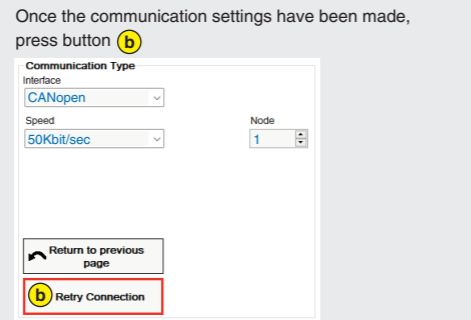 Once the communication settings have been made,
press button b
Communication Type
Interface
CANopen
Speed Node
50Kbit/sec 1
Return to previous
page
b Retry Connection